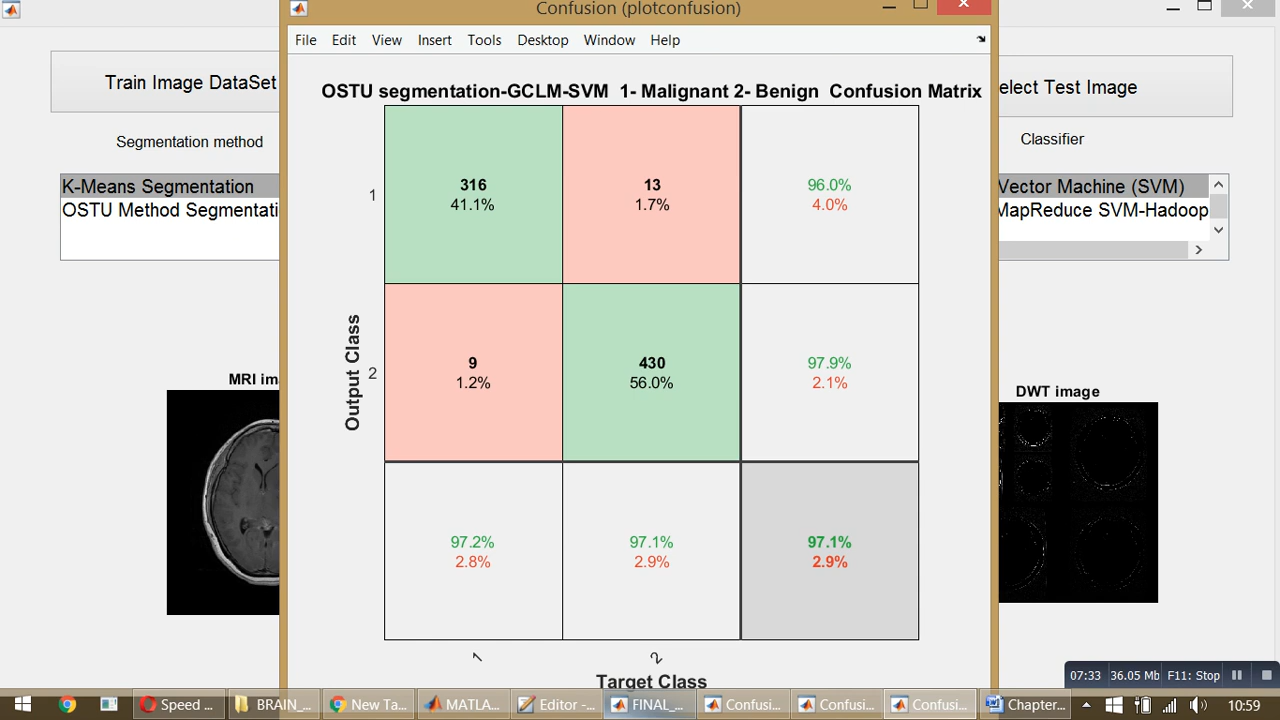 Confusion (plotconfusion)
File Edit View Insert Tools Desktop Window Help
Train Image DataSet
elect Test Image
OSTU segmentation-GCLM-SVM 1- Malignant 2- Benign Confusion Matrix
Segmentation method
Classifier
K-Means Segmentation
OSTU Method Segmentati
Vector Machine (SVM)
MapReduce SVM-Hadoop
1
316
41.1%
13
1.7%
96.0%
4.0%
Output Class
2
9
1.2%
430
56.0%
97.9%
2.1%
97.2%
2.8%
97.1%
2.9%
97.1%
2.9%
1
2
Target Class
MRI im
DWT image
07:33 36.05 Mb F11: Stop
Speed ...
BRAIN_...
New Ta...
MATLA...
Editor -...
FINAL_...
Confusi...
Confusi...
Confusi...
Chapter...
10:59